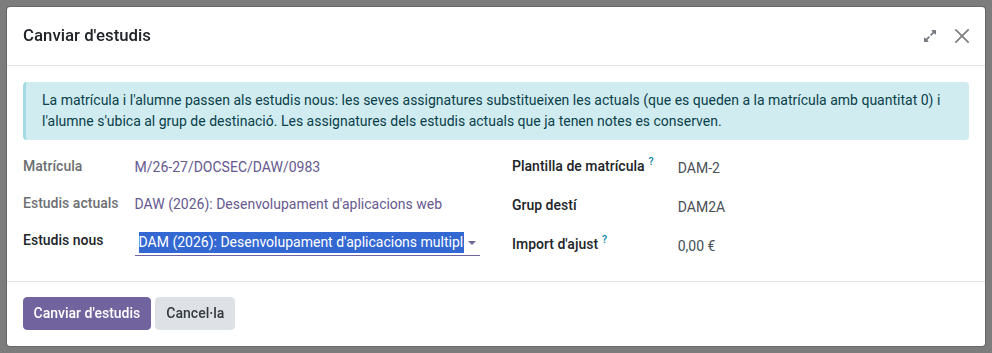 Canviar d'estudis
La matrícula i l'alumne passen als estudis nous: les seves assignatures substitueixen les actuals (que es queden a la matrícula amb quantitat 0) i
l'alumne s'ubica al grup de destinació. Les assignatures dels estudis actuals que ja tenen notes es conserven.
Matrícula M/26-27/DOCSEC/DAW/0983
Estudis actuals DAW (2026): Desenvolupament d'aplicacions web
Estudis nous DAM (2026): Desenvolupament d'aplicacions multipl
Plantilla de matrícula ? DAM-2
Grup destí DAM2A
Import d'ajust ? 0,00 €
Canviar d'estudis Cancel·la